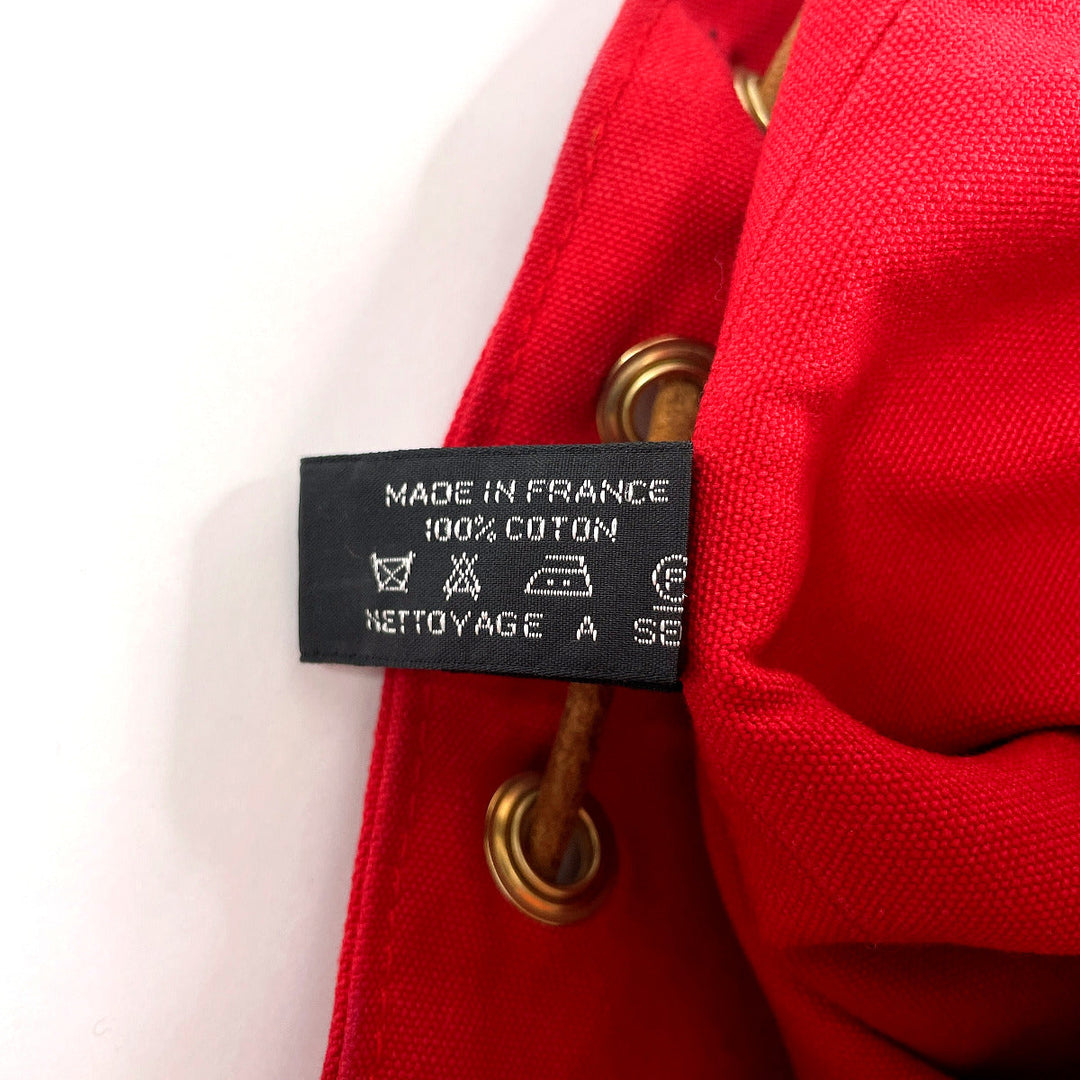 MADE IN FRANCE
100% COTON
P
NETTOYAGE A